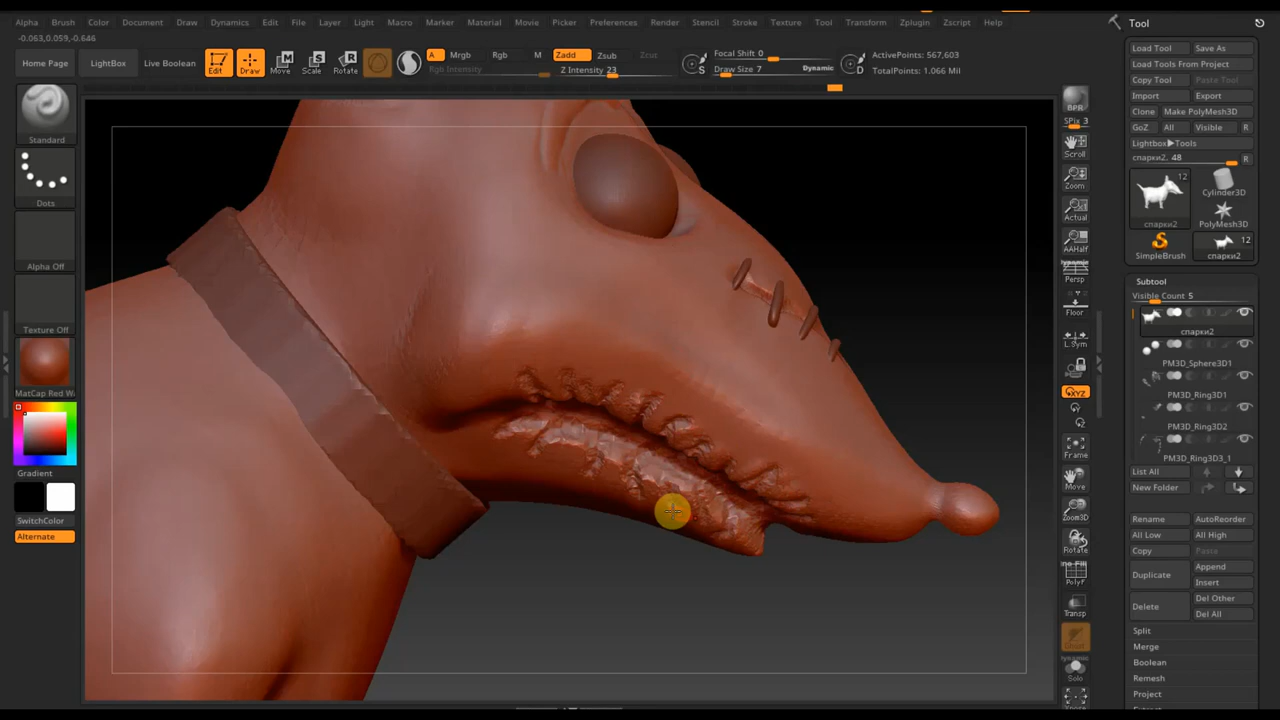 Alpha Brush Color Document Draw Dynamics Edit File Layer Light Macro Marker Material Movie Picker Preferences Render Stencil Stroke Texture Tool Transform Zplugin Zscript Help
-0.063,0.059,-0.646
Home Page LightBox Live Boolean Edit Draw Move Scale Rotate
A Mrgb Rgb M Zadd Zsub Zcut
Rgb Intensity Z Intensity 23
Focal Shift 0
Draw Size 7 Dynamic
S D
ActivePoints: 567,603
TotalPoints: 1.066 Mil
Standard
Dots
Alpha Off
Texture Off
MatCap Red W
Gradient
SwitchColor
Alternate
BPR
SPix 3
Scroll
Zoom
Actual
AAHalf
Dynamic
Persp
Floor
L.Sym
XYZ
Frame
Move
Zoom3D
Rotate
PolyF
Transp
Dynamic
Solo
Tool
Load Tool Save As
Load Tools From Project
Copy Tool Paste Tool
Import Export
Clone Make PolyMesh3D
GoZ All Visible R
Lightbox▶Tools
спарки2. 48 R
12
спарки2
Cylinder3D
PolyMesh3D
SimpleBrush
12
спарки2
Subtool
Visible Count 5
спарки2
PM3D_Sphere3D1
PM3D_Ring3D1
PM3D_Ring3D2
PM3D_Ring3D3_1
List All
New Folder
Rename AutoReorder
All Low All High
Copy Paste
Duplicate Append
Insert
Delete Del Other
Del All
Split
Merge
Boolean
Remesh
Project